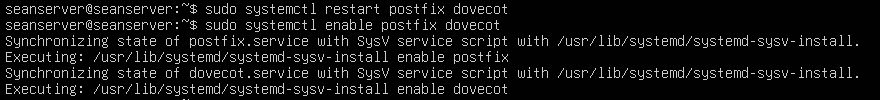 seanserver@seanserver:~$ sudo systemctl restart postfix dovecot
seanserver@seanserver:~$ sudo systemctl enable postfix dovecot
Synchronizing state of postfix.service with SysV service script with /usr/lib/systemd/systemd-sysv-install.
Executing: /usr/lib/systemd/systemd-sysv-install enable postfix
Synchronizing state of dovecot.service with SysV service script with /usr/lib/systemd/systemd-sysv-install.
Executing: /usr/lib/systemd/systemd-sysv-install enable dovecot